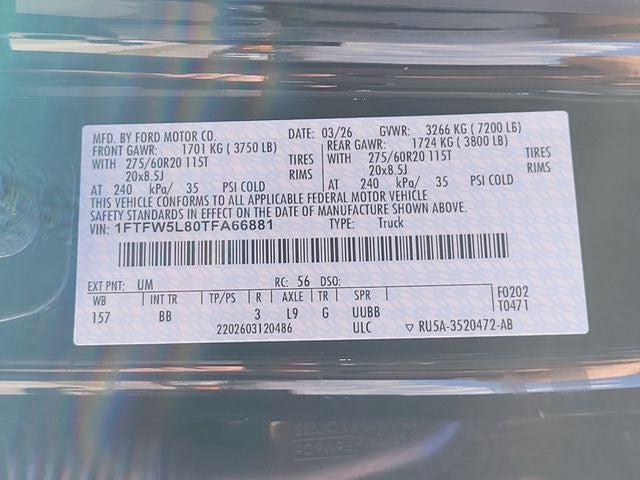 MFD. BY FORD MOTOR CO.
DATE: 03/26 GVWR: 3266 KG ( 7200 LB)
FRONT GAWR: 1701 KG ( 3750 LB) REAR GAWR: 1724 KG ( 3800 LB)
WITH 275/60R20 115T TIRES WITH 275/60R20 115T TIRES
20x8.5J RIMS 20x8.5J RIMS
AT 240 kPa/ 35 PSI COLD AT 240 kPa/ 35 PSI COLD
THIS VEHICLE CONFORMS TO ALL APPLICABLE FEDERAL MOTOR VEHICLE
SAFETY STANDARDS IN EFFECT ON THE DATE OF MANUFACTURE SHOWN ABOVE.
VIN: 1FTFW5L80TFA66881 TYPE: Truck
EXT PNT: UM RC: 56 DSO:
WB INT TR TP/PS R AXLE TR SPR F0202
157 BB 3 L9 G UUBB T0471
2202603120486 ULC ▽ RU5A-3520472-AB